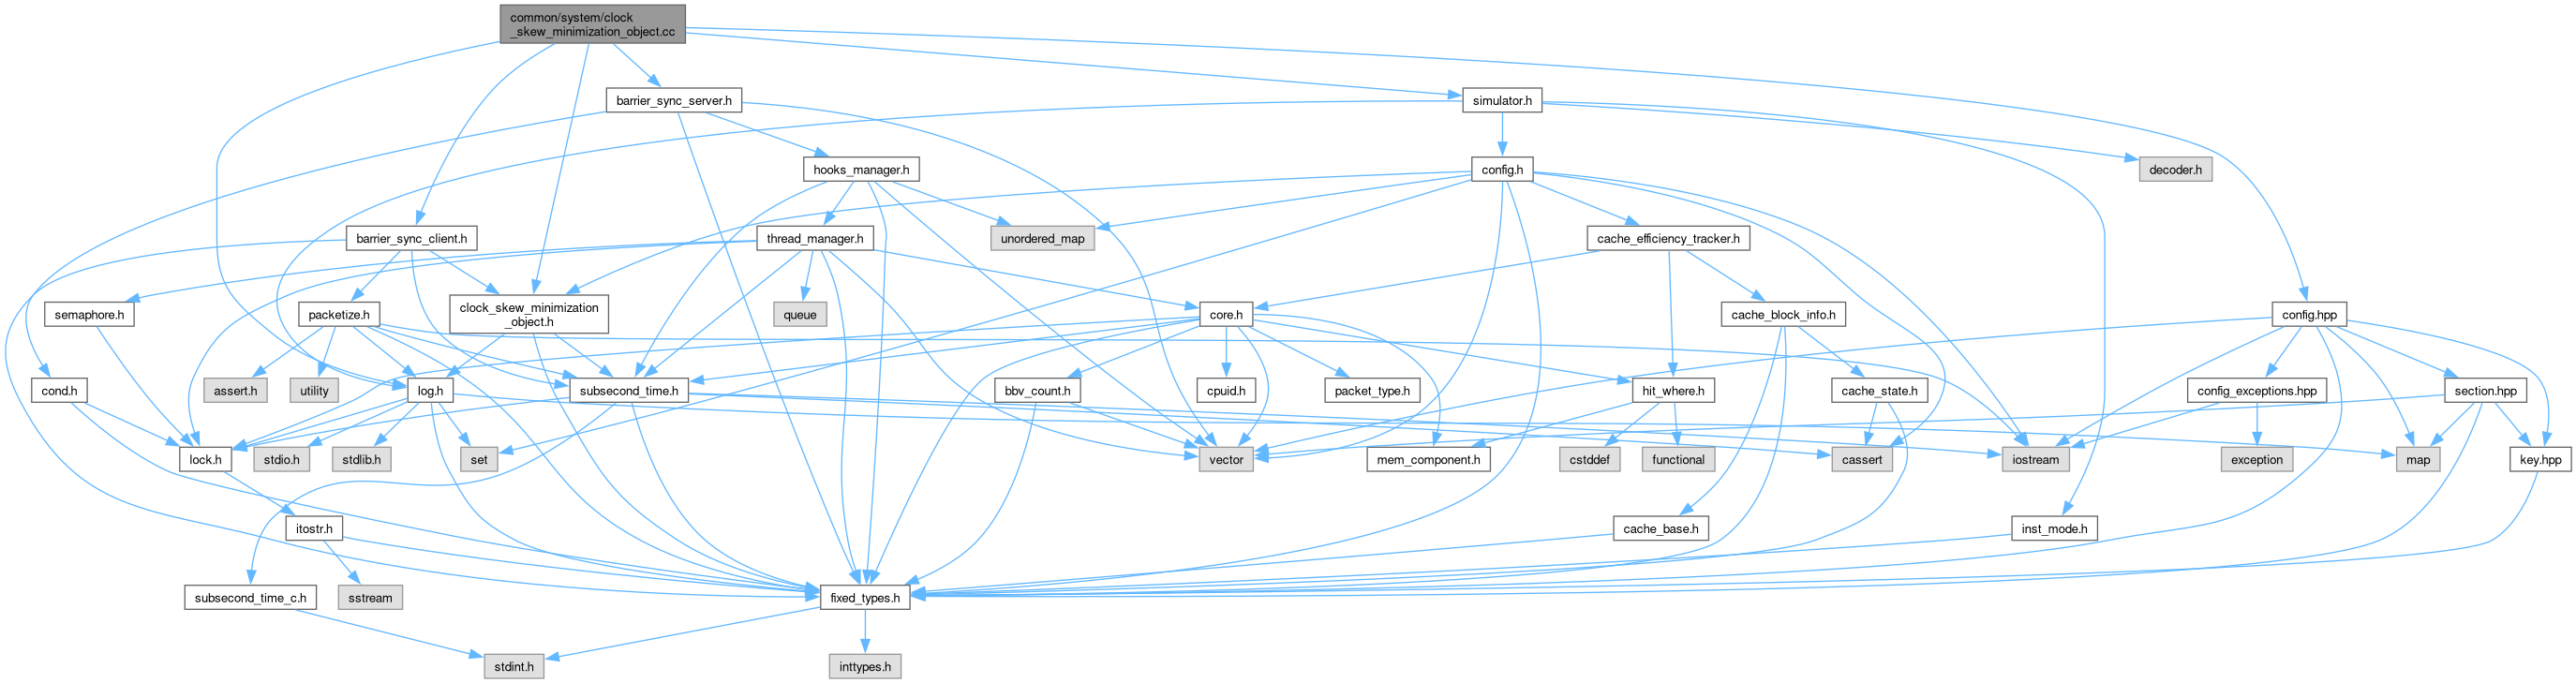 common/system/clock
_skew_minimization_object.cc
barrier_sync_server.h
simulator.h
hooks_manager.h
config.h
decoder.h
barrier_sync_client.h
thread_manager.h
unordered_map
cache_efficiency_tracker.h
semaphore.h
packetize.h
clock_skew_minimization
_object.h
queue
core.h
cache_block_info.h
config.hpp
cond.h
assert.h
utility
log.h
subsecond_time.h
bbv_count.h
cpuid.h
packet_type.h
hit_where.h
cache_state.h
config_exceptions.hpp
section.hpp
lock.h
stdio.h
stdlib.h
set
vector
mem_component.h
cstddef
functional
cassert
iostream
exception
map
key.hpp
itostr.h
cache_base.h
inst_mode.h
subsecond_time_c.h
sstream
fixed_types.h
stdint.h
inttypes.h